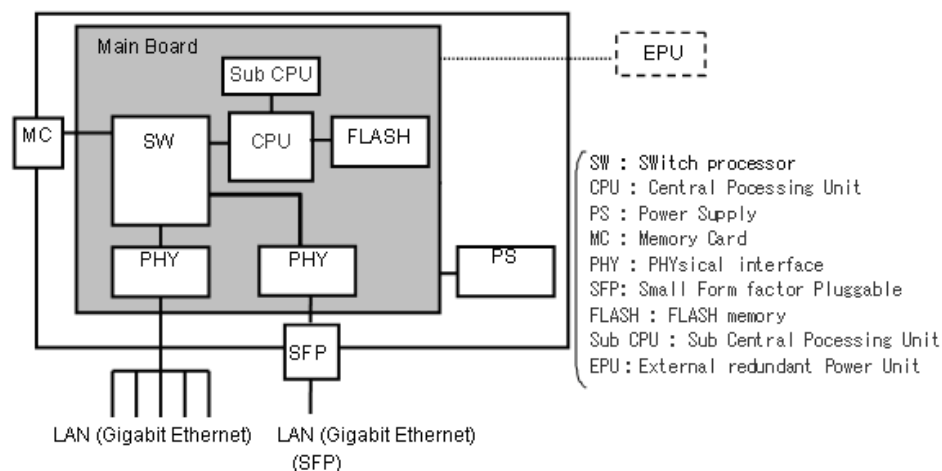 Main Board
EPU
Sub CPU
MC
SW
CPU
FLASH
PHY
PHY
PS
SFP
LAN (Gigabit Ethernet)
LAN (Gigabit Ethernet)
(SFP)
SW : SWitch processor
CPU : Central Pocessing Unit
PS : Power Supply
MC : Memory Card
PHY : PHYsical interface
SFP: Small Form factor Pluggable
FLASH : FLASH memory
Sub CPU : Sub Central Pocessing Unit
EPU : External redundant Power Unit